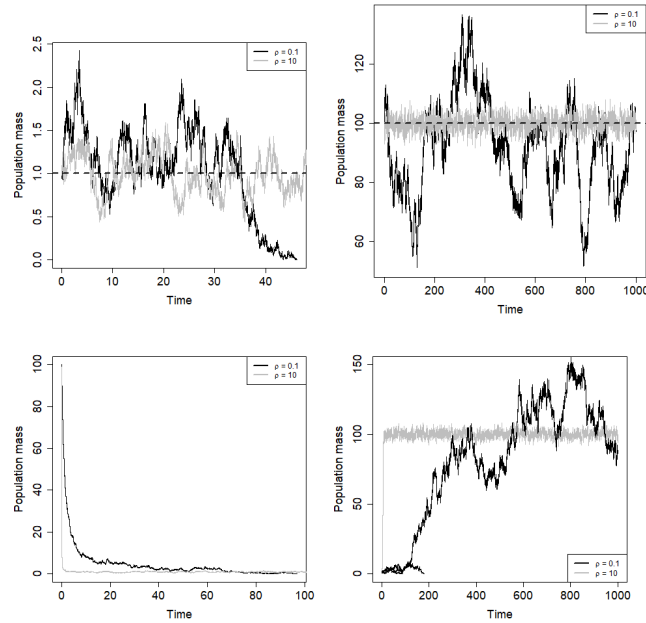 ρ = 0.1
ρ = 10
Population mass
2.5
2.0
1.5
1.0
0.5
0.0
0 10 20 30 40
Time
ρ = 0.1
ρ = 10
Population mass
120
100
80
60
0 200 400 600 800 1000
Time
ρ = 0.1
ρ = 10
Population mass
100
80
60
40
20
0
0 20 40 60 80 100
Time
Population mass
150
100
50
0
ρ = 0.1
ρ = 10
0 200 400 600 800 1000
Time